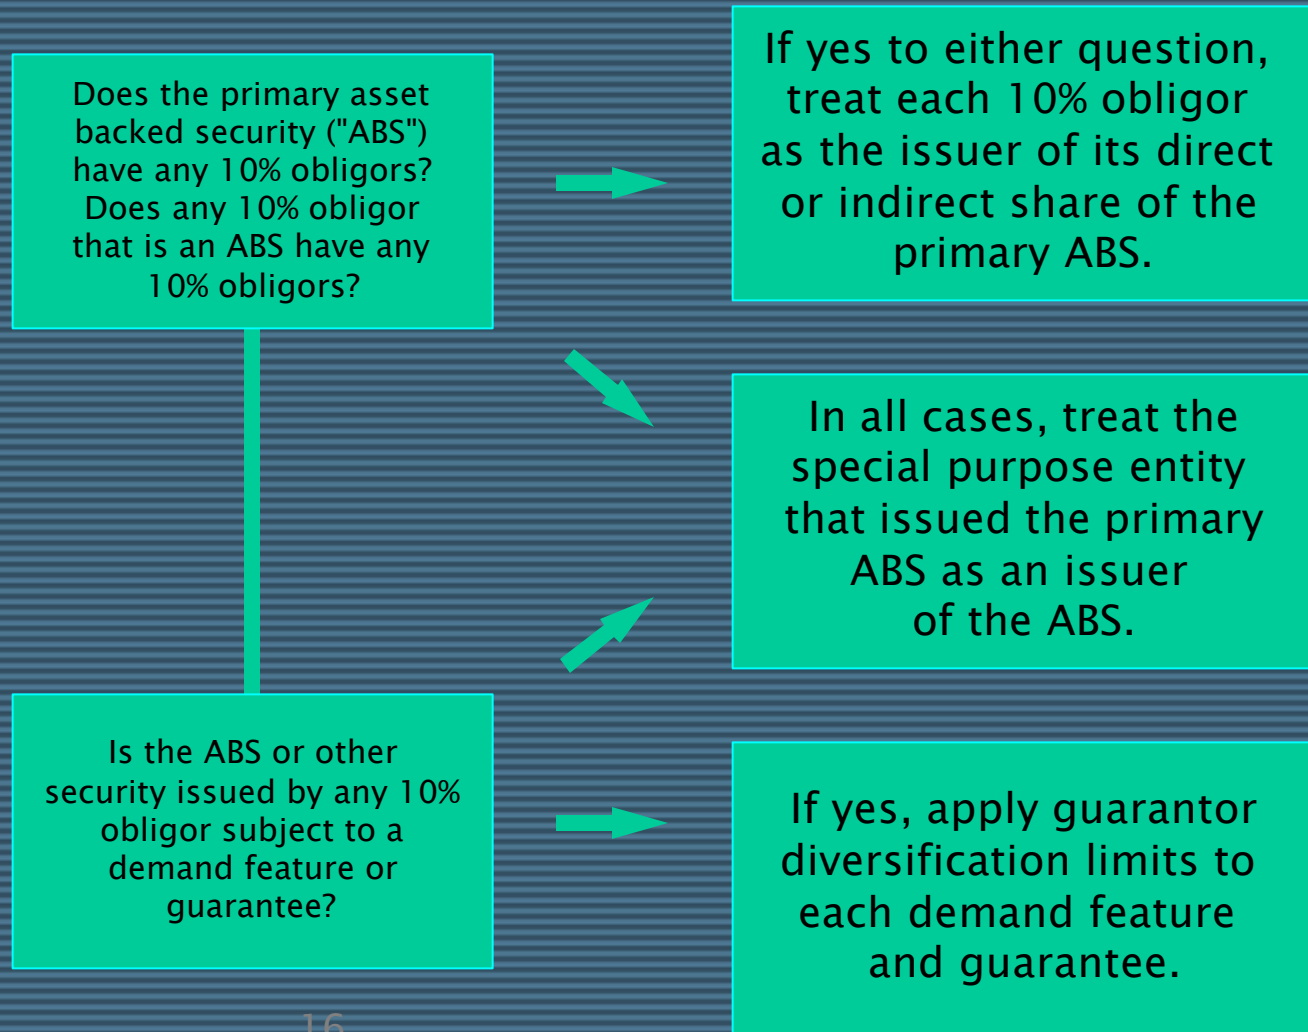 Does the primary asset
backed security ("ABS")
have any 10% obligors?
Does any 10% obligor
that is an ABS have any
10% obligors?
If yes to either question,
treat each 10% obligor
as the issuer of its direct
or indirect share of the
primary ABS.
In all cases, treat the
special purpose entity
that issued the primary
ABS as an issuer
of the ABS.
Is the ABS or other
security issued by any 10%
obligor subject to a
demand feature or
guarantee?
If yes, apply guarantor
diversification limits to
each demand feature
and guarantee.
16